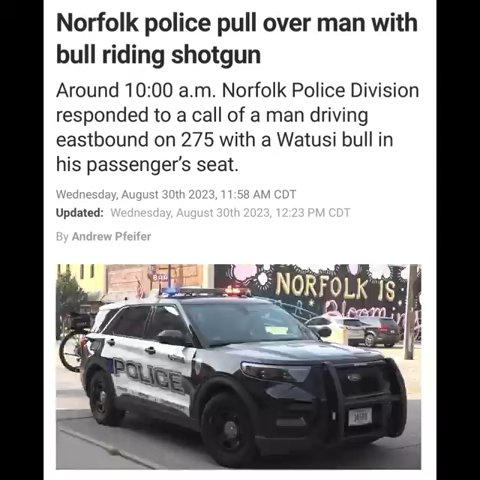 Norfolk police pull over man with
bull riding shotgun
Around 10:00 a.m. Norfolk Police Division
responded to a call of a man driving
eastbound on 275 with a Watusi bull in
his passenger’s seat.
Wednesday, August 30th 2023, 11:58 AM CDT
Updated: Wednesday, August 30th 2023, 12:23 PM CDT
By Andrew Pfeifer
BAR
NORFOLK IS
Blooming
POLICE